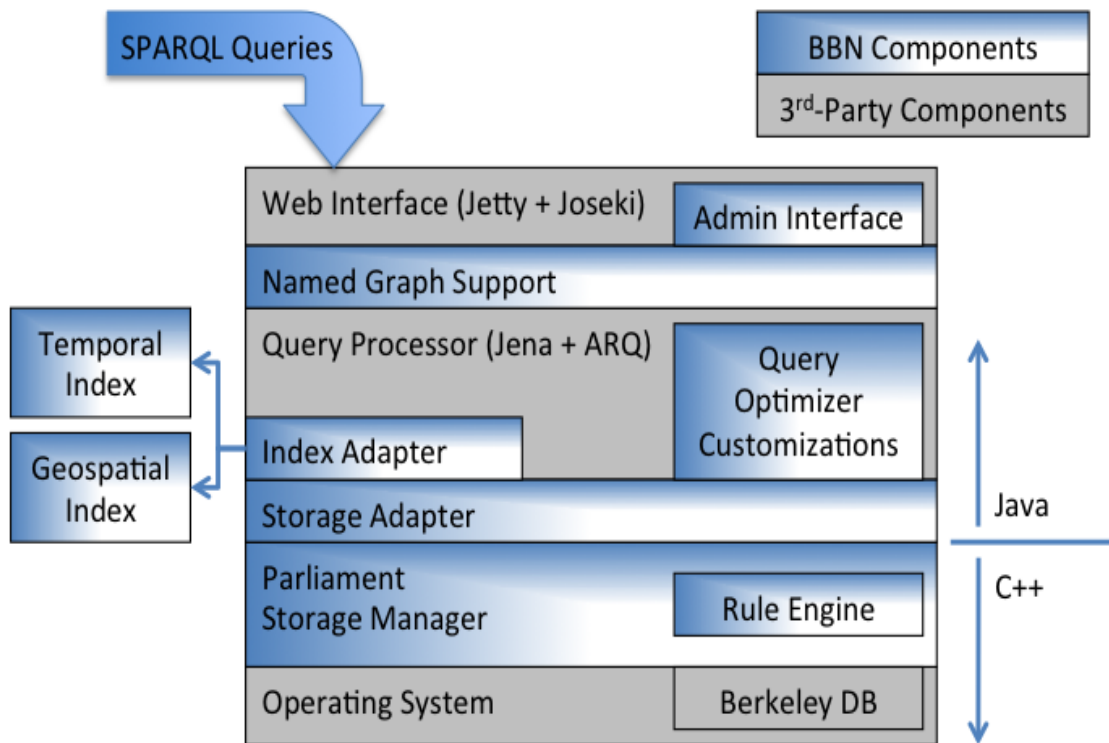 SPARQL Queries
BBN Components
3rd-Party Components
Web Interface (Jetty + Joseki)
Admin Interface
Named Graph Support
Temporal
Index
Geospatial
Index
Query Processor (Jena + ARQ)
Query
Optimizer
Customizations
Index Adapter
Storage Adapter
Java
C++
Parliament
Storage Manager
Rule Engine
Operating System
Berkeley DB